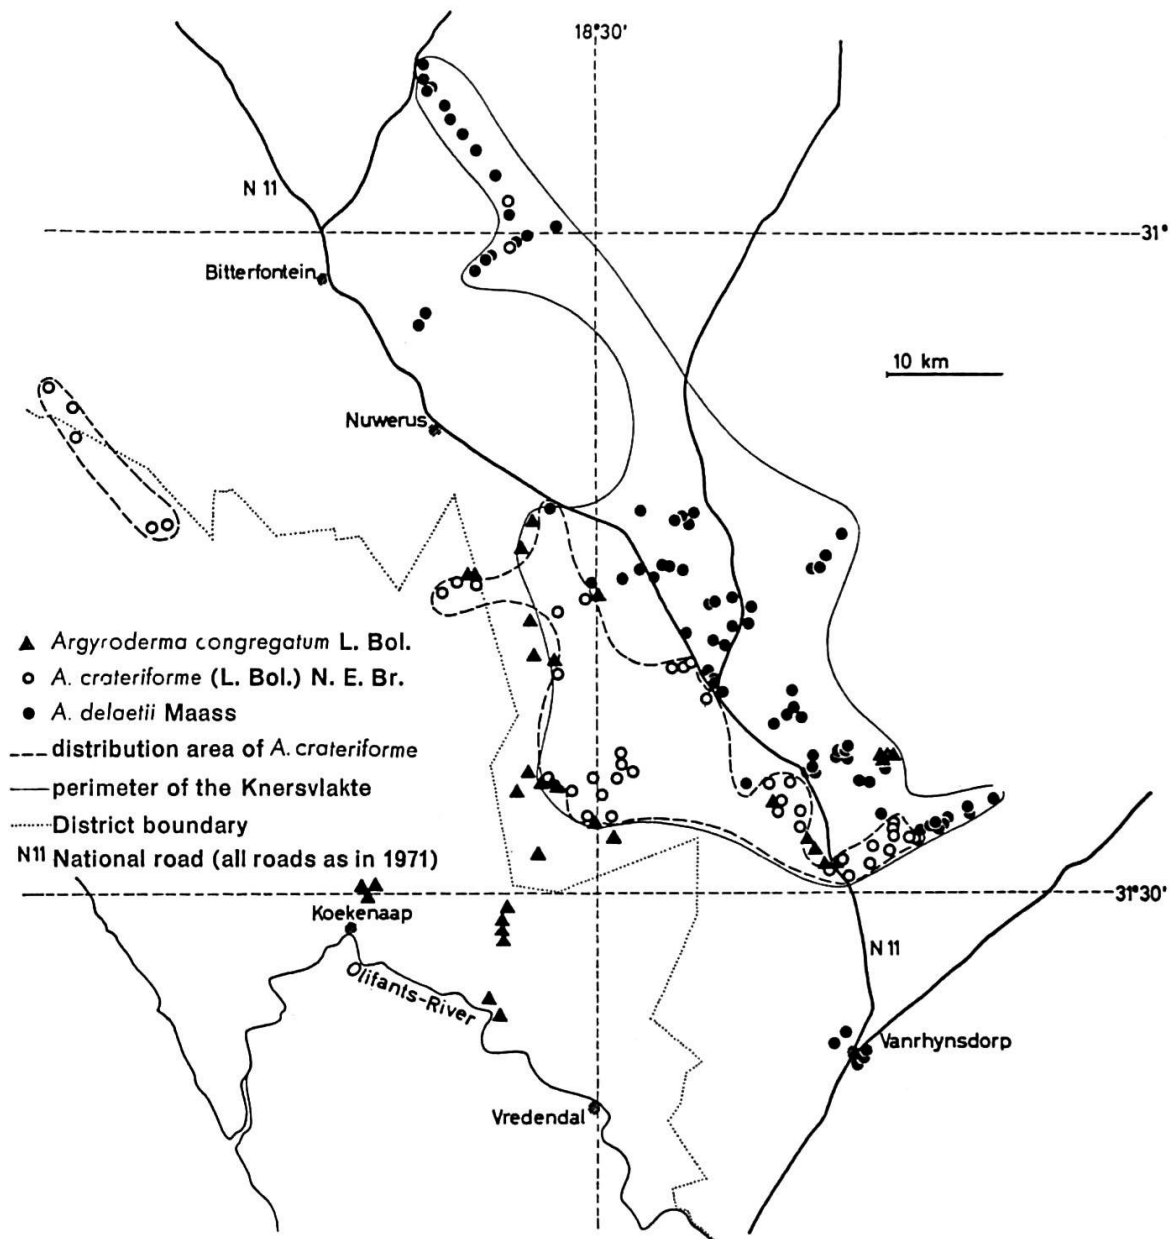 18°30'
N 11
31°
Bitterfontein
10 km
Nuwerus
Argyroderma congregatum L. Bol.
A. crateriforme (L. Bol.) N. E. Br.
A. delaetii Maass
distribution area of A. crateriforme
perimeter of the Knersvlakte
District boundary
N11 National road (all roads as in 1971)
31°30'
Koekenaap
N 11
Olifants-River
Vanrhynsdorp
Vredendal